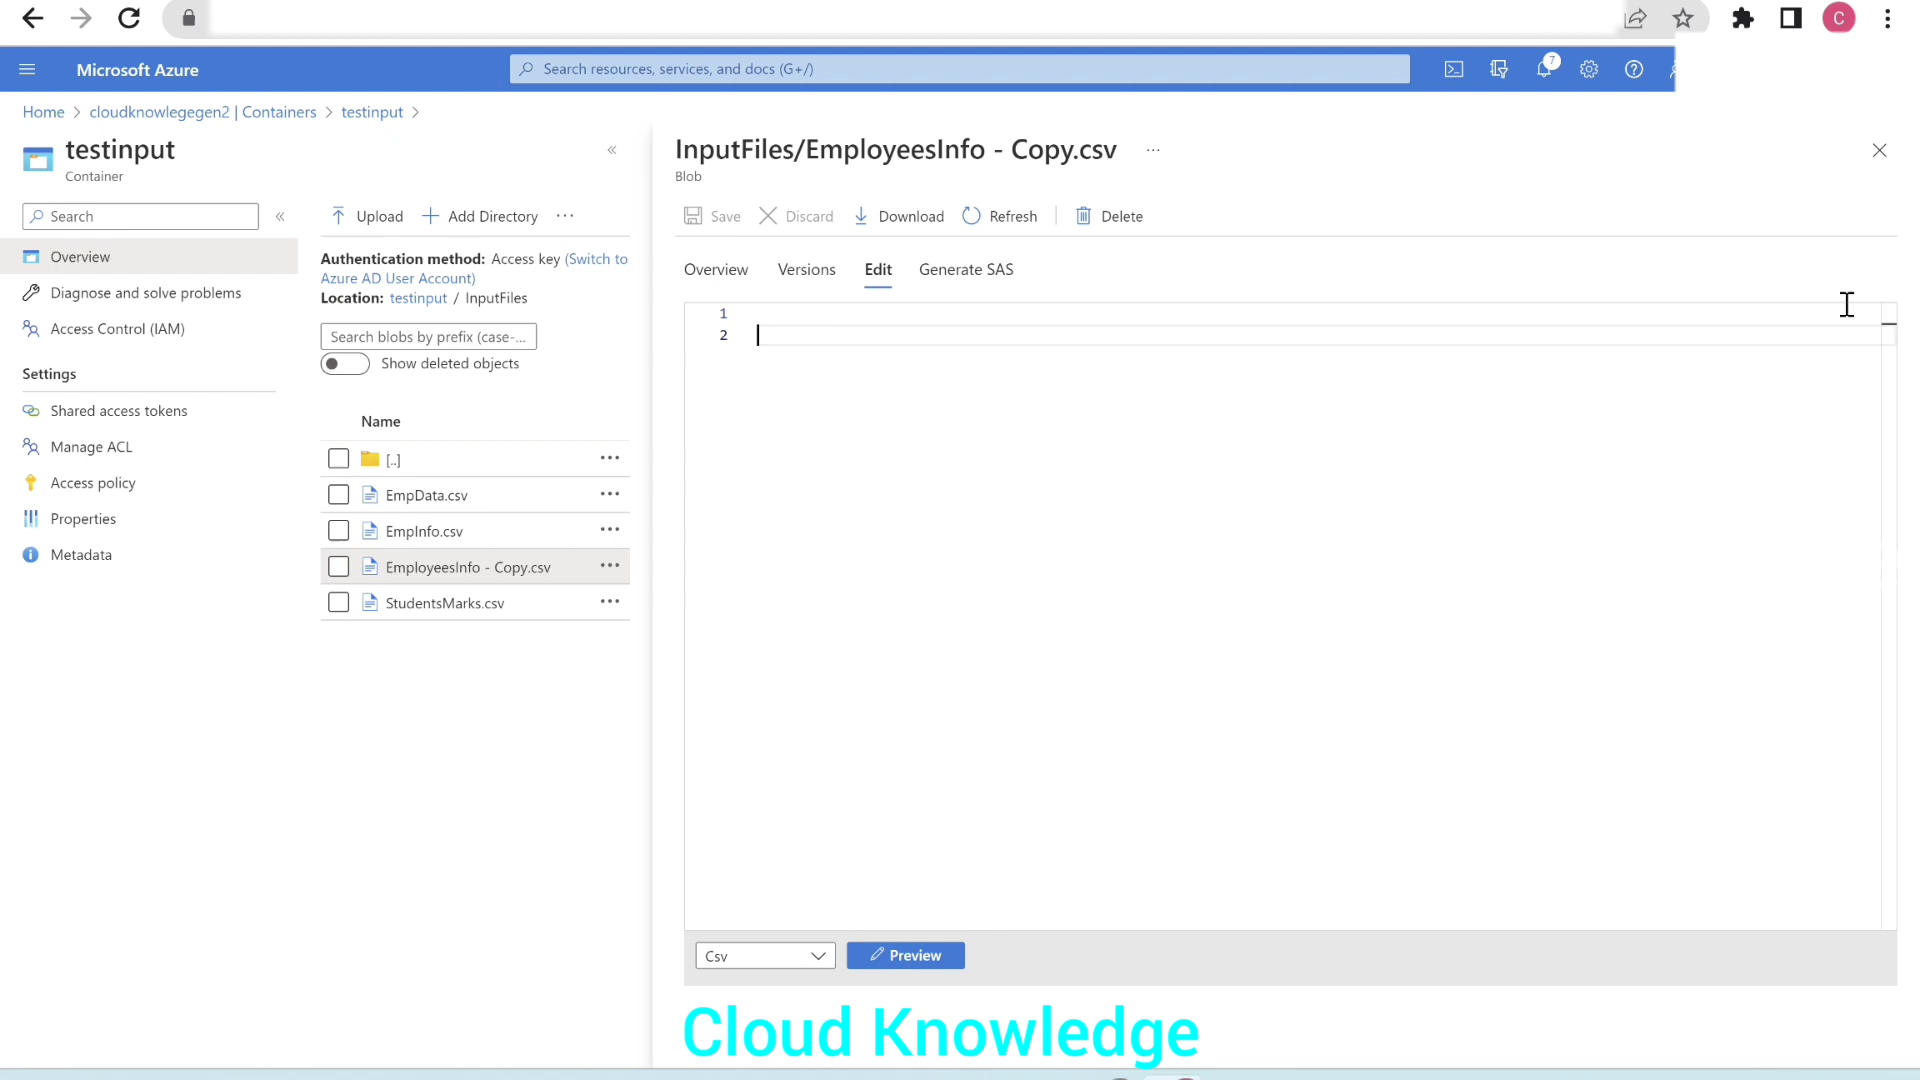 C
Microsoft Azure
Search resources, services, and docs (G+/)
7
Home > cloudknowlegegen2 | Containers > testinput >
testinput
Container
Search
Overview
Diagnose and solve problems
Access Control (IAM)
Settings
Shared access tokens
Manage ACL
Access policy
Properties
Metadata
Upload
Add Directory
Authentication method: Access key (Switch to
Azure AD User Account)
Location: testinput / InputFiles
Search blobs by prefix (case-...
Show deleted objects
Name
[..]
EmpData.csv
EmpInfo.csv
EmployeesInfo - Copy.csv
StudentsMarks.csv
InputFiles/EmployeesInfo - Copy.csv
Blob
Save
Discard
Download
Refresh
Delete
Overview
Versions
Edit
Generate SAS
1
2
Csv
Preview
Cloud Knowledge